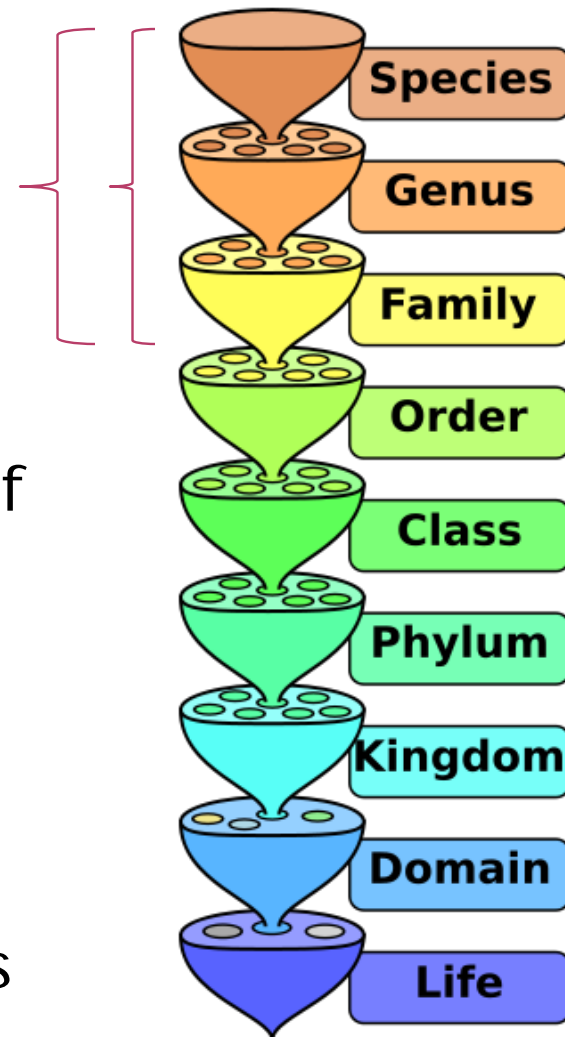 Species
Genus
Family
Order
f
Class
Phylum
Kingdom
Domain
s
Life